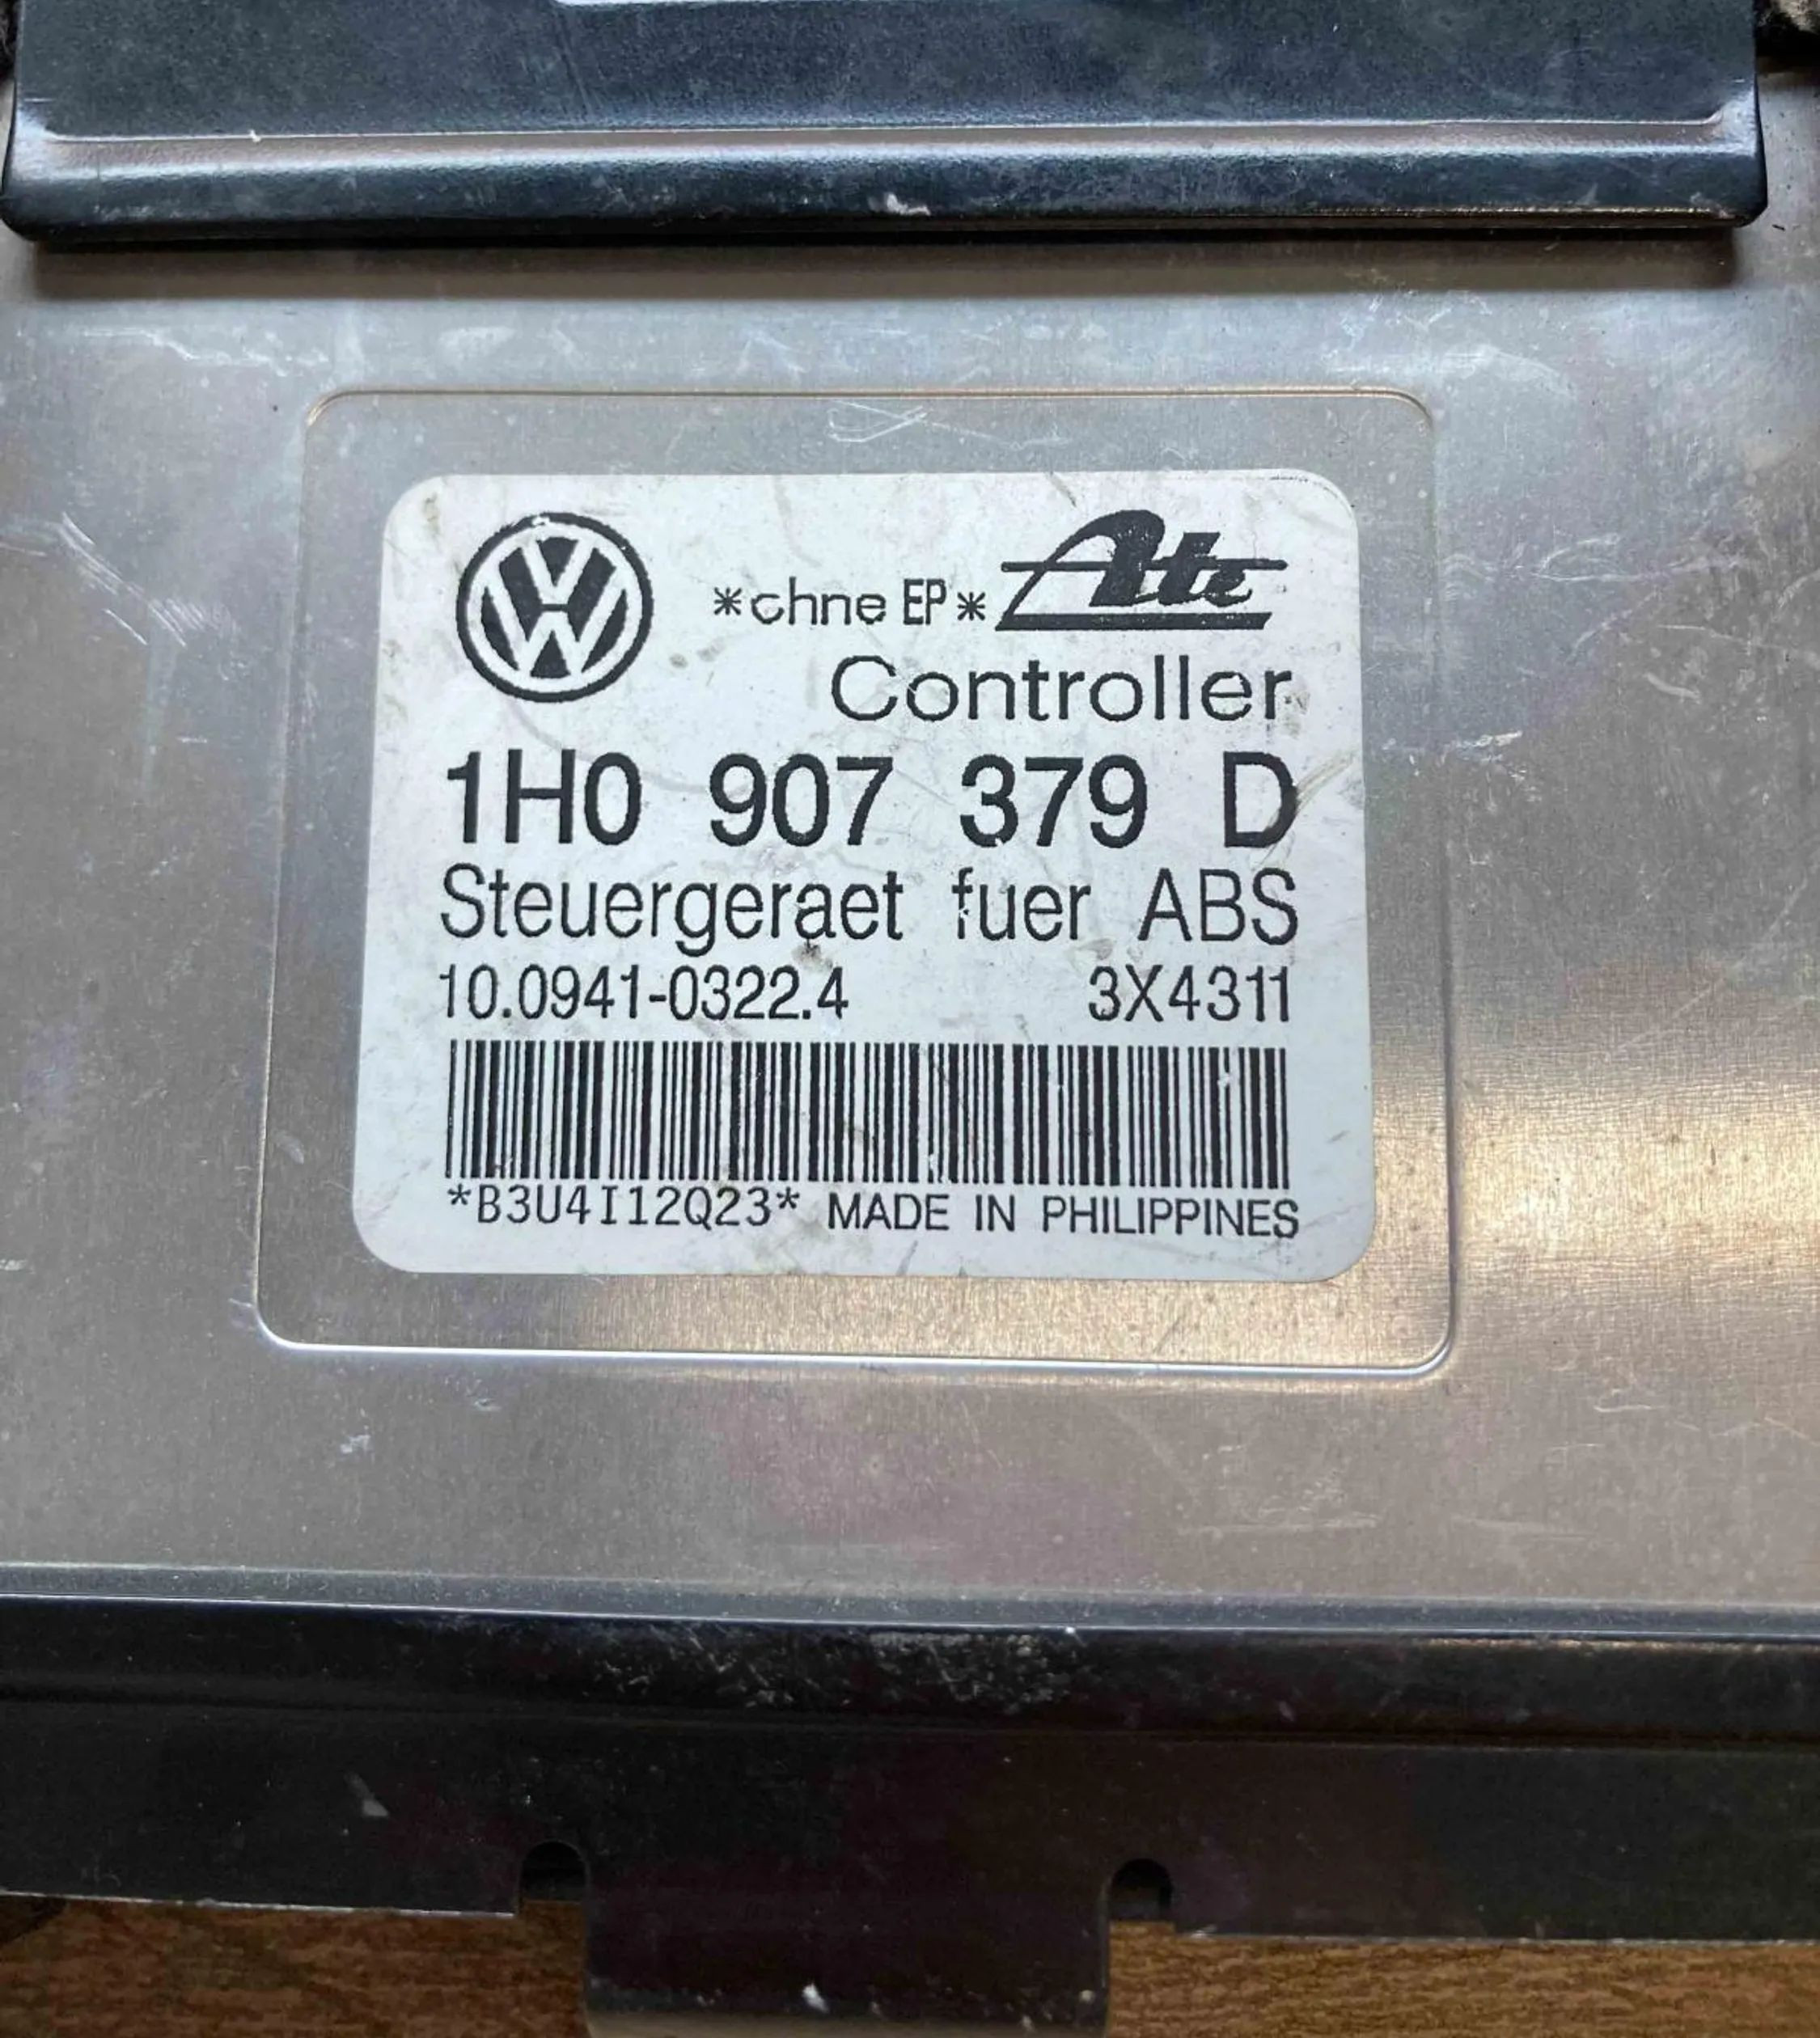 *ohne EP* Ate
Controller
1H0 907 379 D
Steuergeraet fuer ABS
10.0941-0322.4 3X4311
*B3U4I12Q23* MADE IN PHILIPPINES